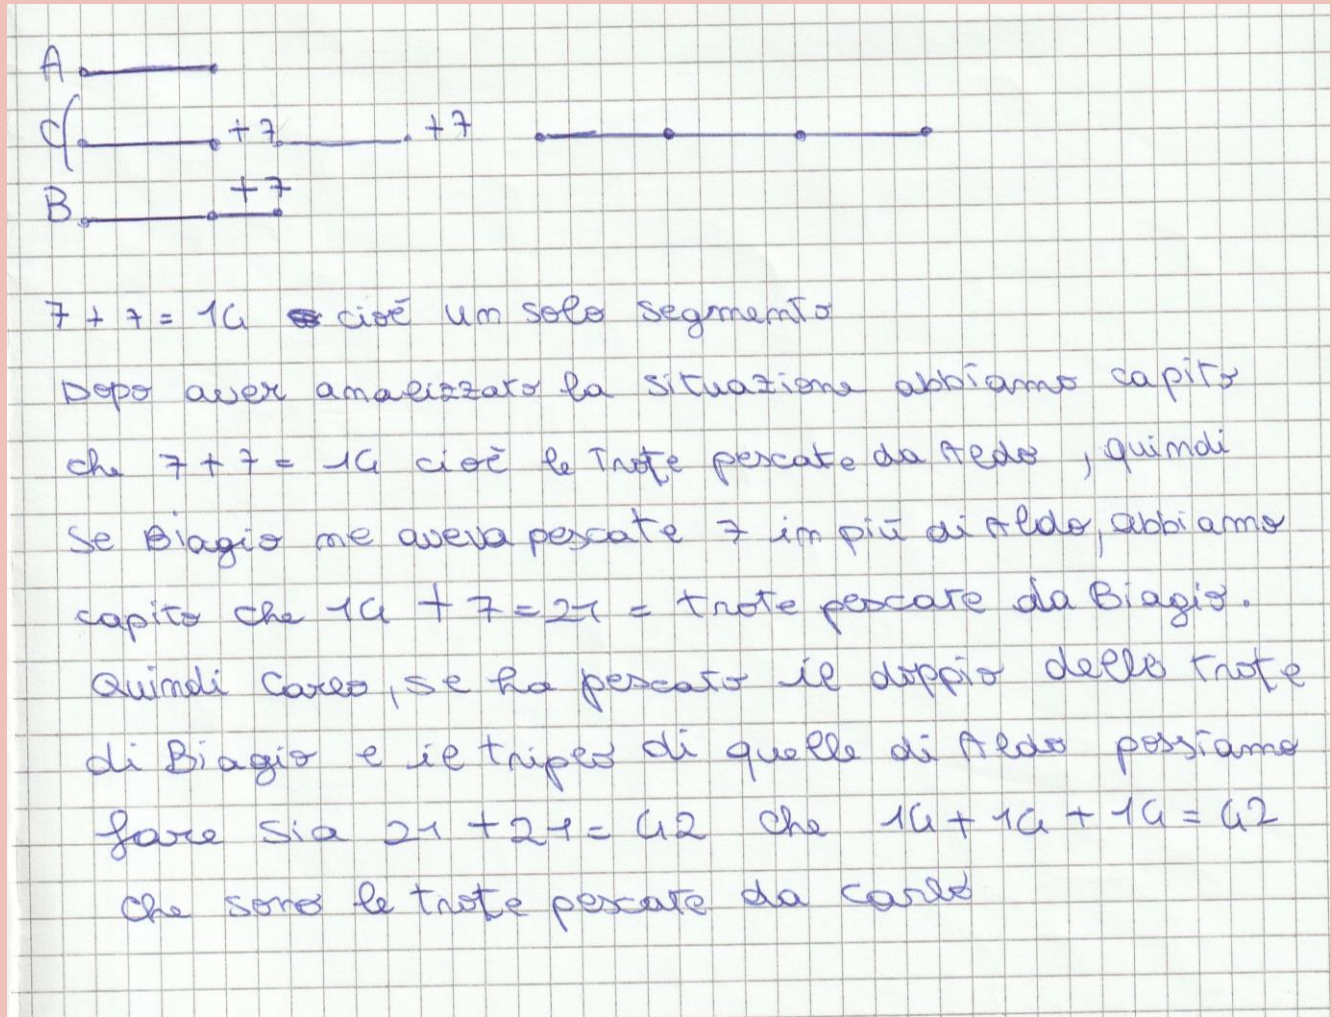 A
C +7 +7
B +7
7 + 7 = 14 cioè un solo segmento
Dopo aver analizzato la situazione abbiamo capito
che 7 + 7 = 14 cioè le trote pescate da Aldo, quindi
se Biagio ne aveva pescate 7 in più di Aldo, abbiamo
capito che 14 + 7 = 21 = trote pescate da Biagio.
Quindi Carlo, se ha pescato il doppio delle trote
di Biagio e il triplo di quelle di Aldo possiamo
fare sia 21 + 21 = 42 che 14 + 14 + 14 = 42
che sono le trote pescate da Carlo